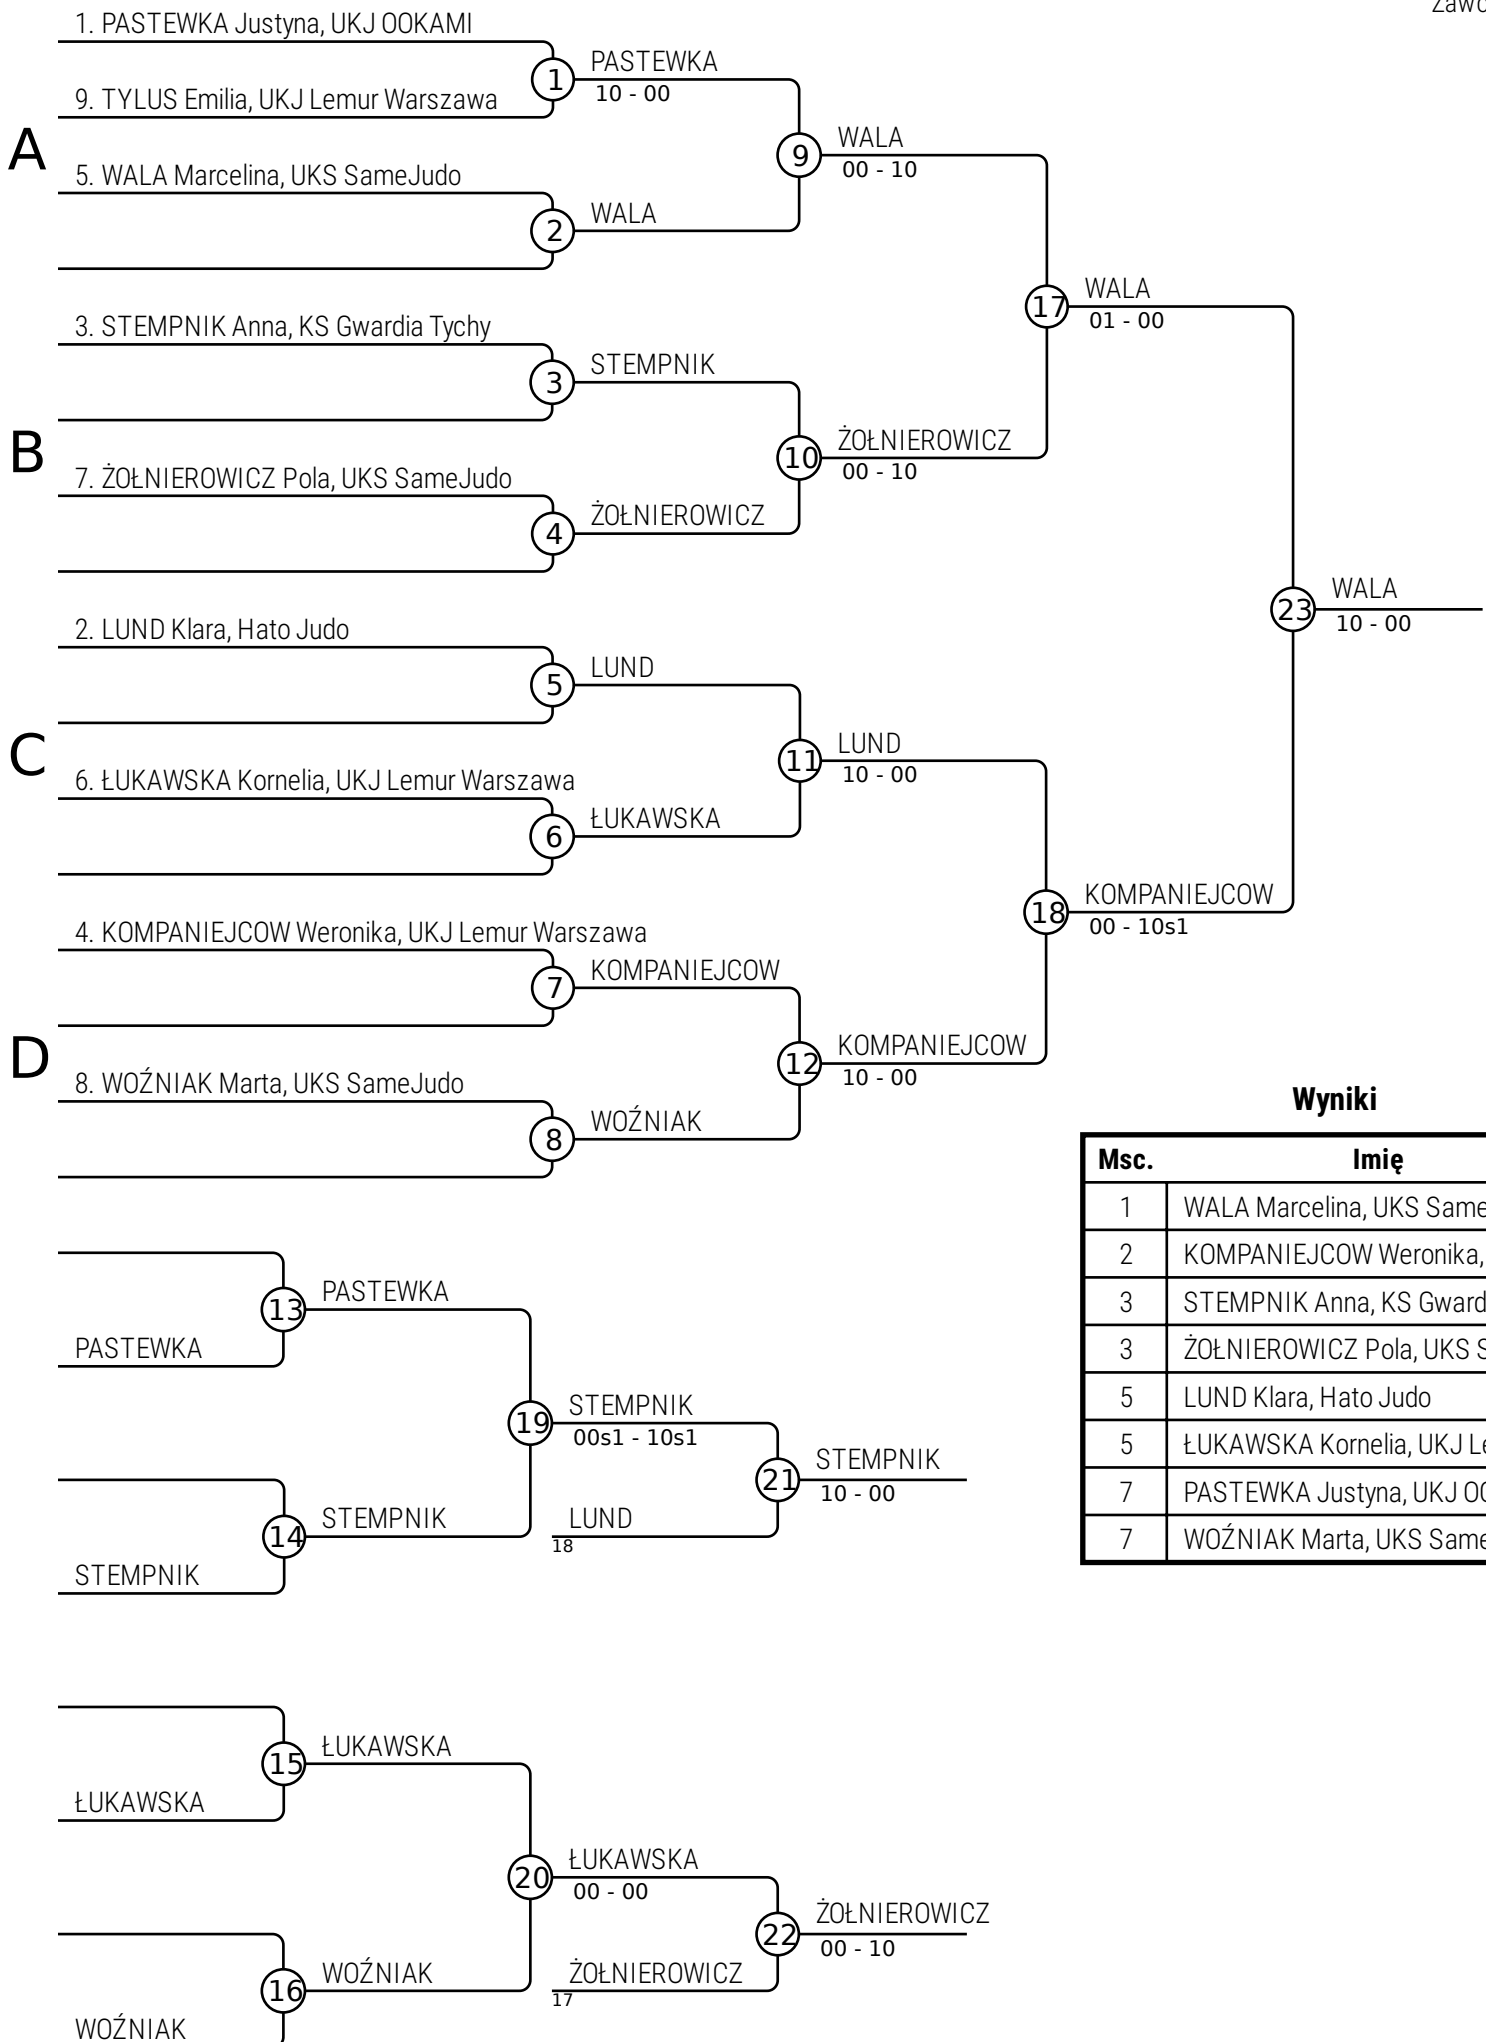 1. PASTEWKA Justyna, UKJ OOKAMI
1
PASTEWKA
10 - 00
9. TYLUS Emilia, UKJ Lemur Warszawa
A
9
WALA
00 - 10
5. WALA Marcelina, UKS SameJudo
2
WALA
3. STEMPNIK Anna, KS Gwardia Tychy
17
WALA
01 - 00
3
STEMPNIK
B
10
ŻOŁNIEROWICZ
00 - 10
7. ŻOŁNIEROWICZ Pola, UKS SameJudo
4
ŻOŁNIEROWICZ
23
WALA
10 - 00
2. LUND Klara, Hato Judo
5
LUND
C
11
LUND
10 - 00
6. ŁUKAWSKA Kornelia, UKJ Lemur Warszawa
6
ŁUKAWSKA
18
KOMPANIEJCOW
00 - 10s1
4. KOMPANIEJCOW Weronika, UKJ Lemur Warszawa
7
KOMPANIEJCOW
D
12
KOMPANIEJCOW
10 - 00
8. WOŹNIAK Marta, UKS SameJudo
8
WOŹNIAK
Wyniki
Msc. Imię
1 WALA Marcelina, UKS Same
2 KOMPANIEJCOW Weronika,
3 STEMPNIK Anna, KS Gward
3 ŻOŁNIEROWICZ Pola, UKS S
5 LUND Klara, Hato Judo
5 ŁUKAWSKA Kornelia, UKJ Le
7 PASTEWKA Justyna, UKJ OO
7 WOŹNIAK Marta, UKS Same
13
PASTEWKA
PASTEWKA
19
STEMPNIK
00s1 - 10s1
21
STEMPNIK
10 - 00
14
STEMPNIK
LUND
18
STEMPNIK
15
ŁUKAWSKA
ŁUKAWSKA
20
ŁUKAWSKA
00 - 00
22
ŻOŁNIEROWICZ
00 - 10
16
WOŹNIAK
ŻOŁNIEROWICZ
17
WOŹNIAK